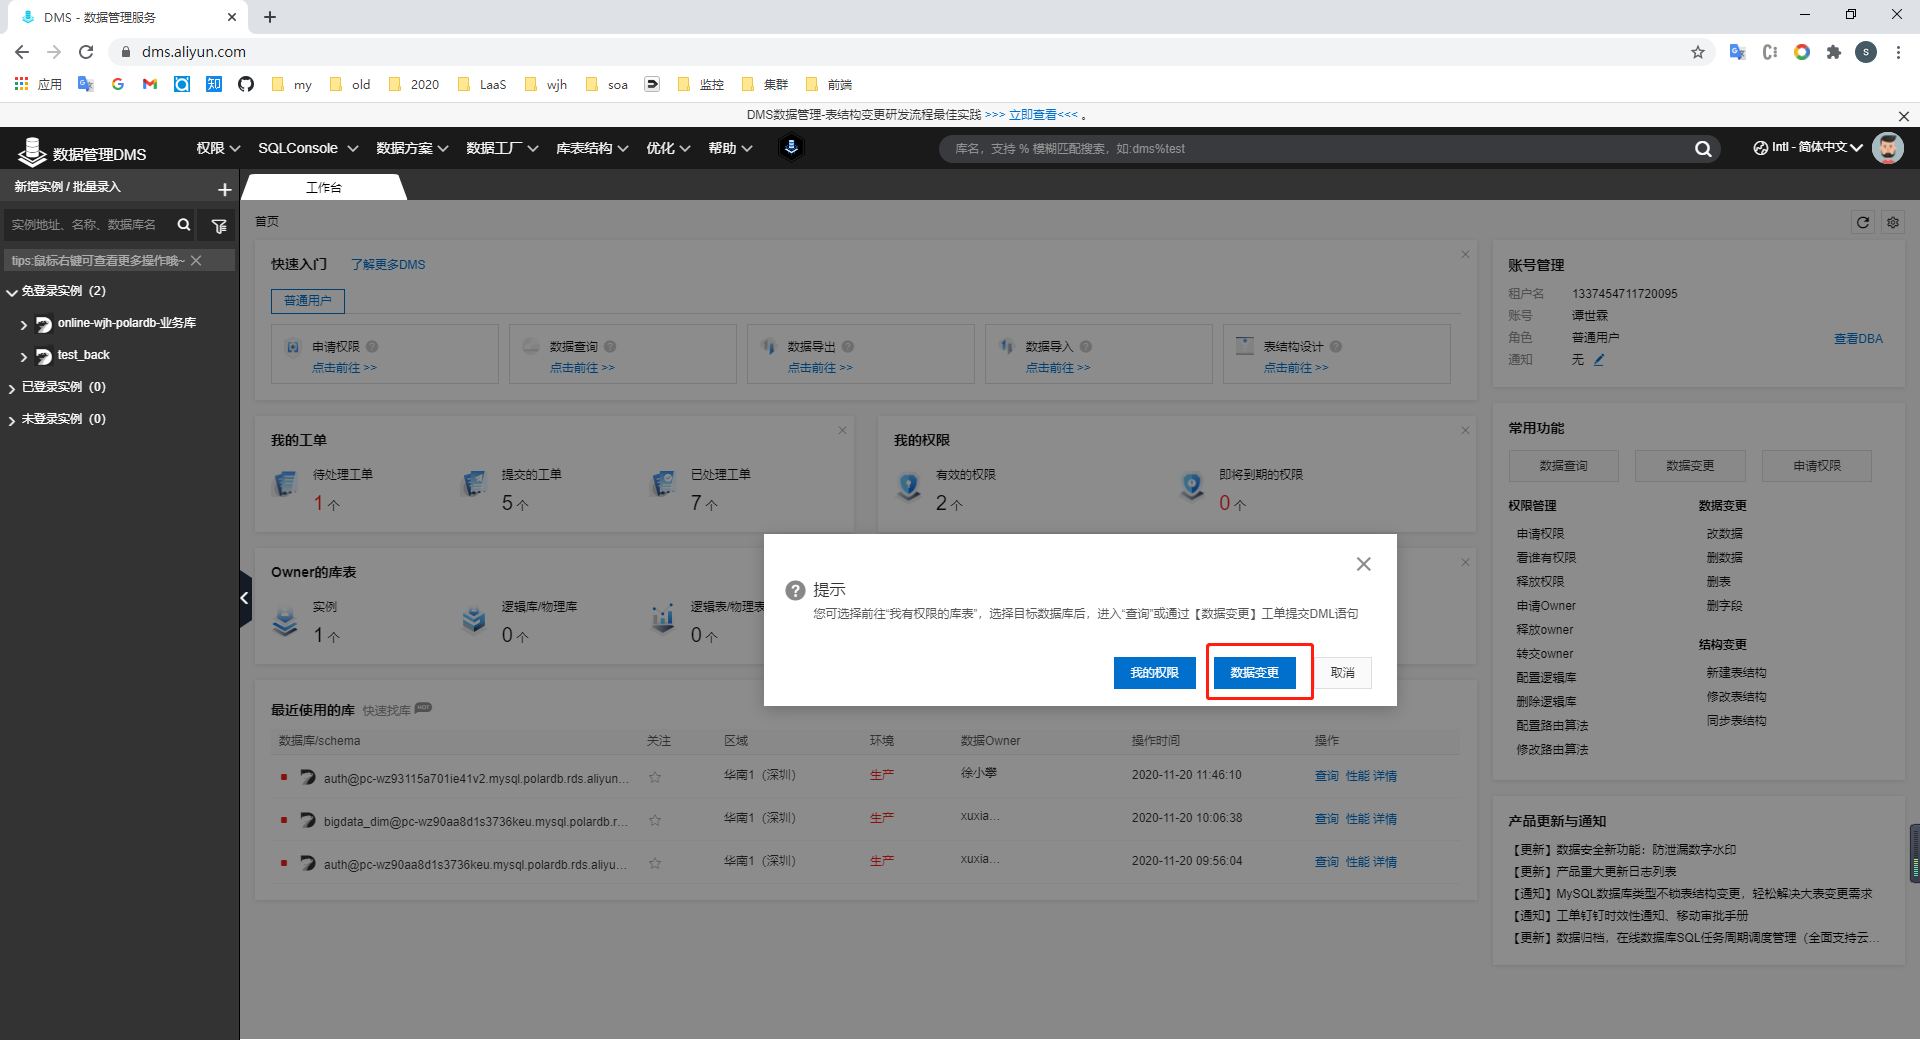 DMS - 数据管理服务
dms.aliyun.com
S
应用
my
old
2020
LaaS
wjh
soa
监控
集群
前端
DMS数据管理-表结构变更研发流程最佳实践 >>> 立即查看<<< 。
数据管理DMS
权限
SQLConsole
数据方案
数据工厂
库表结构
优化
帮助
库名，支持 % 模糊匹配搜索，如:dms%test
Intl - 简体中文
新增实例 / 批量录入
工作台
实例地址、名称、数据库名
tips:鼠标右键可查看更多操作哦~
免登录实例（2）
online-wjh-polardb-业务库
test_back
已登录实例（0）
未登录实例（0）
首页
快速入门
了解更多DMS
普通用户
申请权限
点击前往 >>
数据查询
点击前往 >>
数据导出
点击前往 >>
数据导入
点击前往 >>
表结构设计
点击前往 >>
我的工单
待处理工单
1 个
提交的工单
5 个
已处理工单
7 个
我的权限
有效的权限
2 个
即将到期的权限
0 个
Owner的库表
实例
1 个
逻辑库/物理库
0 个
逻辑表/物理表
0 个
提示
您可选择前往“我有权限的库表”，选择目标数据库后，进入“查询”或通过【数据变更】工单提交DML语句
我的权限
数据变更
取消
最近使用的库
快速找库
HOT
数据库/schema
关注
区域
环境
数据Owner
操作时间
操作
auth@pc-wz93115a701ie41v2.mysql.polardb.rds.aliyun...
华南1（深圳）
生产
徐小攀
2020-11-20 11:46:10
查询 性能 详情
bigdata_dim@pc-wz90aa8d1s3736keu.mysql.polardb.r...
华南1（深圳）
生产
xuxia...
2020-11-20 10:06:38
查询 性能 详情
auth@pc-wz90aa8d1s3736keu.mysql.polardb.rds.aliyu...
华南1（深圳）
生产
xuxia...
2020-11-20 09:56:04
查询 性能 详情
账号管理
租户名 1337454711720095
账号 谭世霖
角色 普通用户 查看DBA
通知 无
常用功能
数据查询
数据变更
申请权限
权限管理
申请权限
看谁有权限
释放权限
申请Owner
释放owner
转交owner
配置逻辑库
删除逻辑库
配置路由算法
修改路由算法
数据变更
改数据
删数据
删表
删字段
结构变更
新建表结构
修改表结构
同步表结构
产品更新与通知
【更新】数据安全新功能：防泄漏数字水印
【更新】产品重大更新日志列表
【通知】MySQL数据库类型不锁表结构变更，轻松解决大表变更需求
【通知】工单钉钉时效性通知、移动审批手册
【更新】数据归档，在线数据库SQL任务周期调度管理（全面支持云...